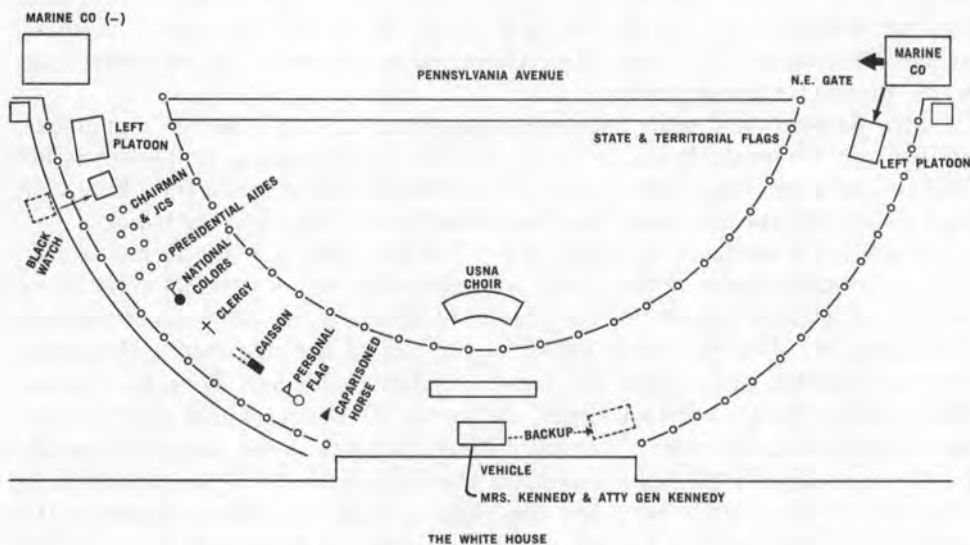 MARINE CO (-)
MARINE
CO
PENNSYLVANIA AVENUE
N.E. GATE
LEFT
PLATOON
STATE & TERRITORIAL FLAGS
LEFT PLATOON
BLACK
WATCH
CHAIRMAN
& JCS
PRESIDENTIAL AIDES
NATIONAL
COLORS
CLERGY
CAISSON
PERSONAL
FLAG
CAPARISONED
HORSE
USNA
CHOIR
BACKUP
VEHICLE
MRS. KENNEDY & ATTY GEN KENNEDY
THE WHITE HOUSE